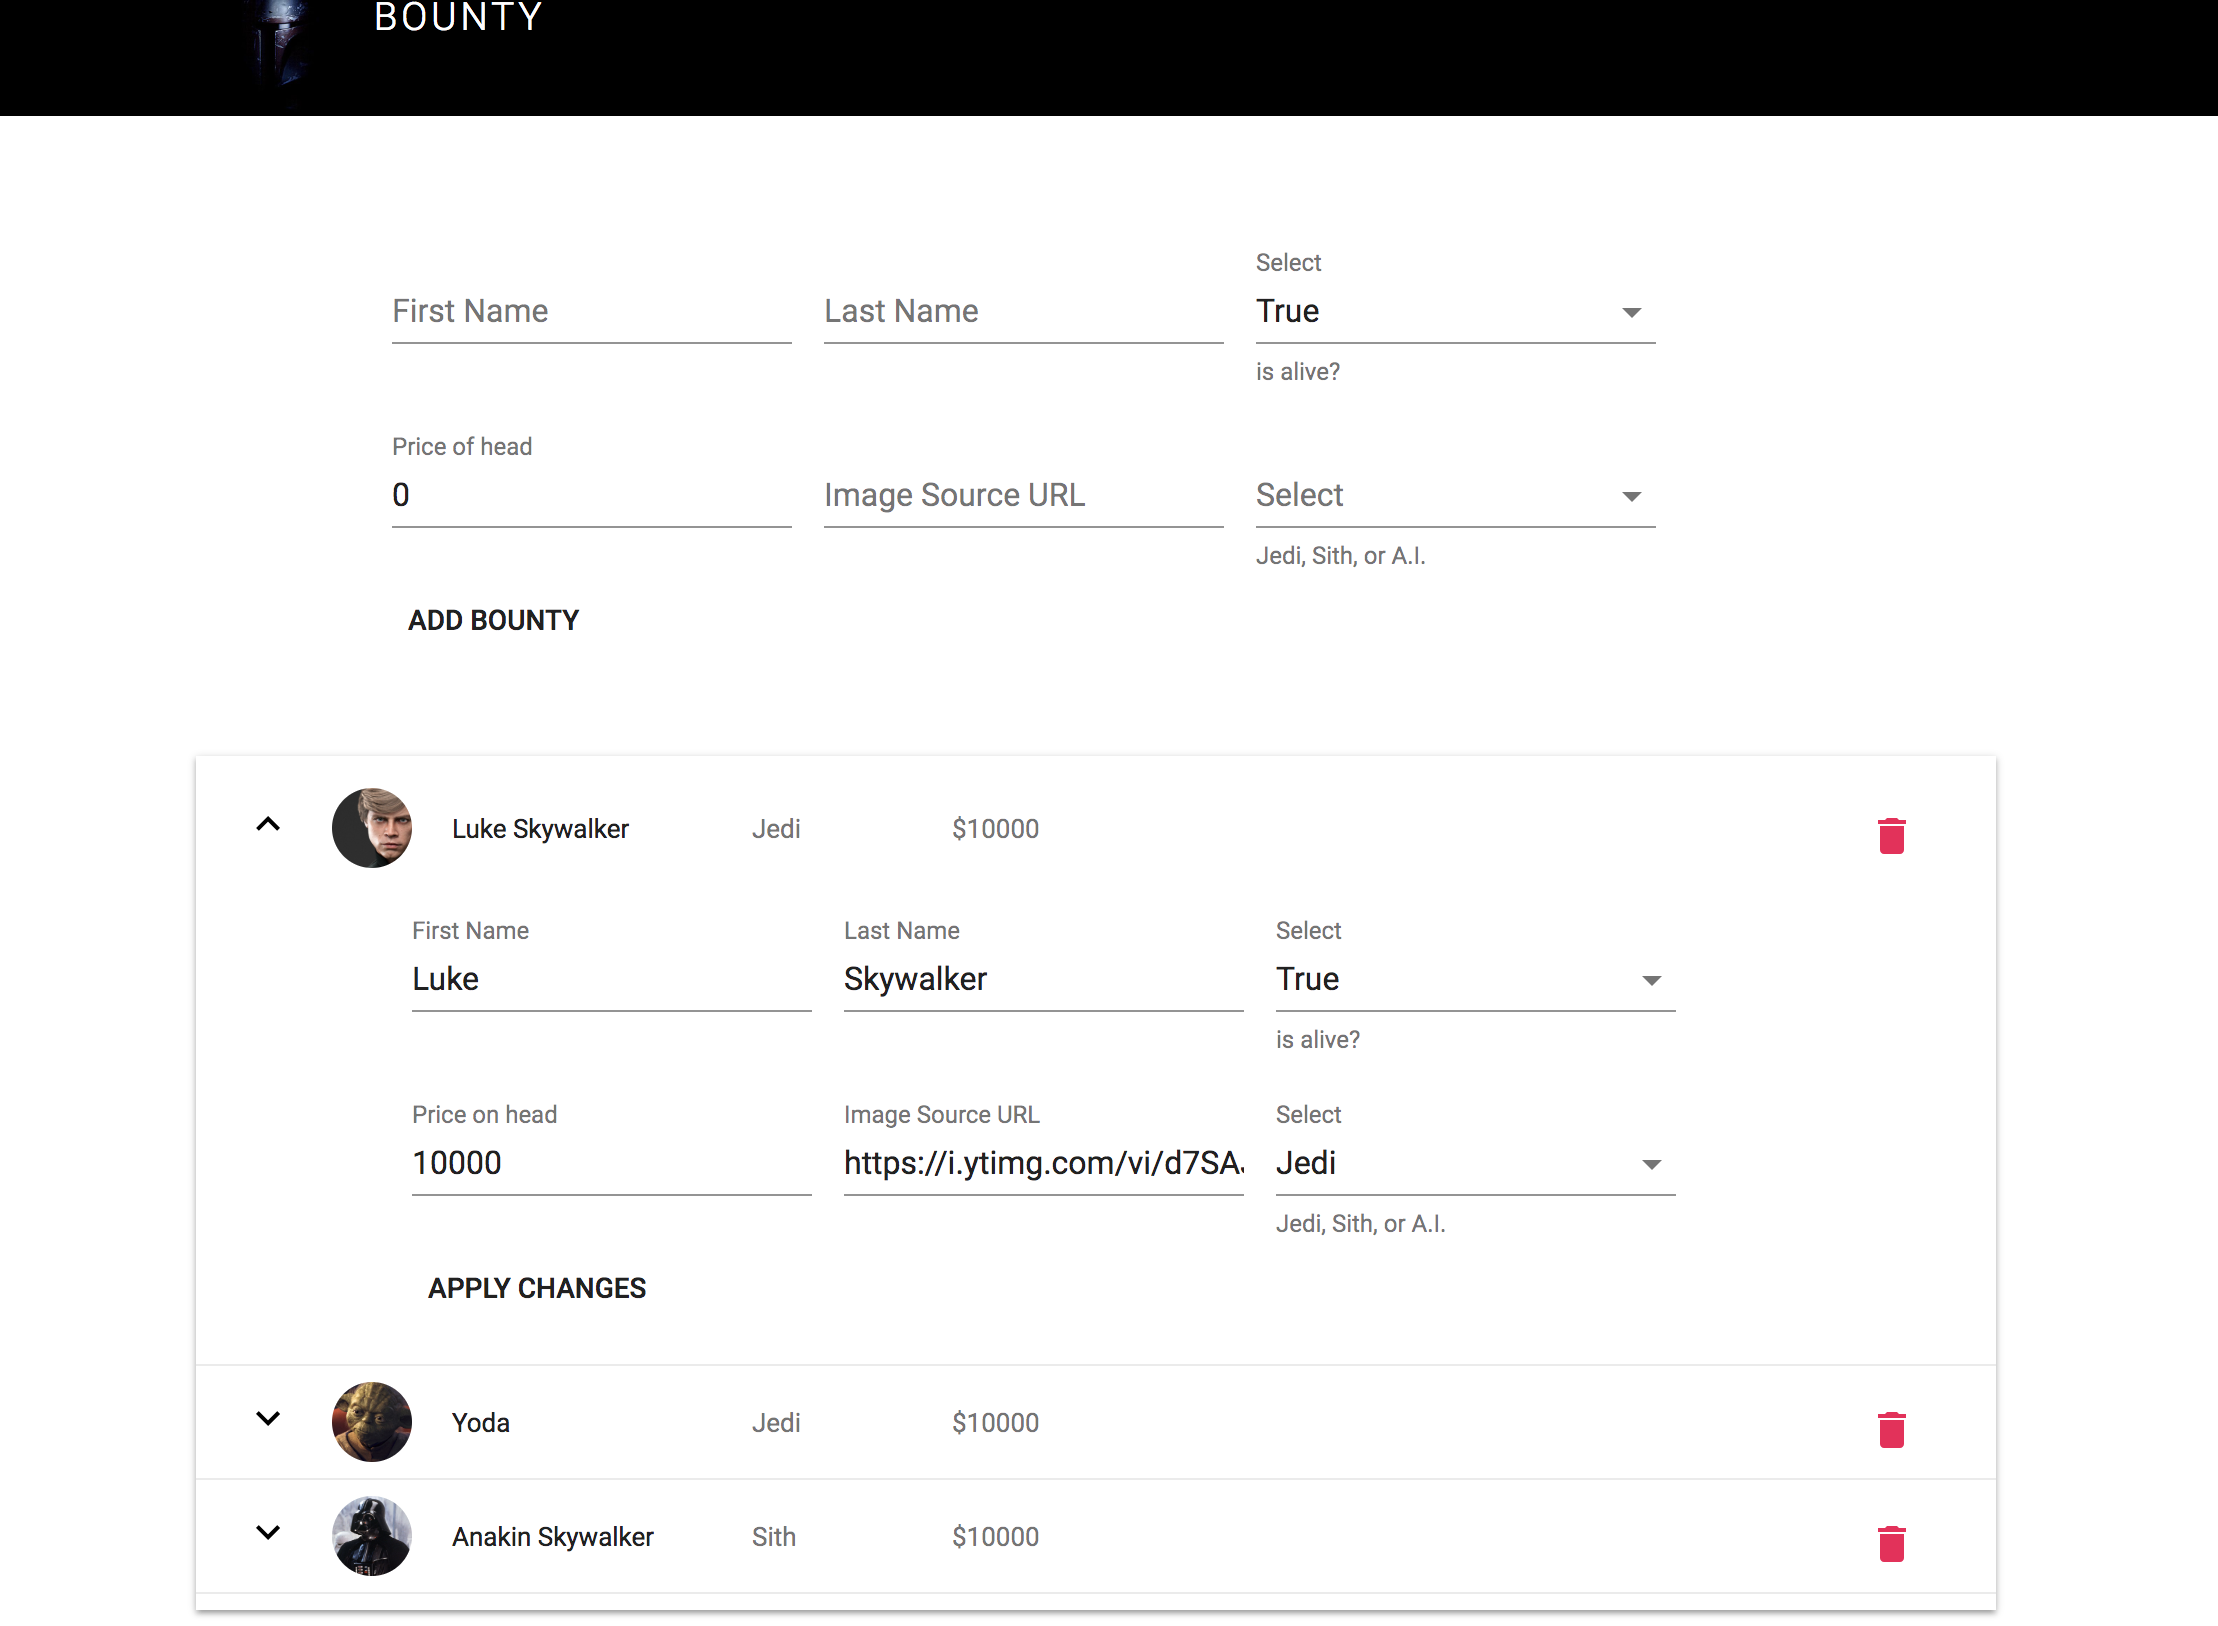 BOUNTY
Select
First Name Last Name True
is alive?
Price of head
0 Image Source URL Select
Jedi, Sith, or A.I.
ADD BOUNTY
Luke Skywalker Jedi $10000
First Name Last Name Select
Luke Skywalker True
is alive?
Price on head Image Source URL Select
10000 https://i.ytimg.com/vi/d7SA Jedi
Jedi, Sith, or A.I.
APPLY CHANGES
Yoda Jedi $10000
Anakin Skywalker Sith $10000